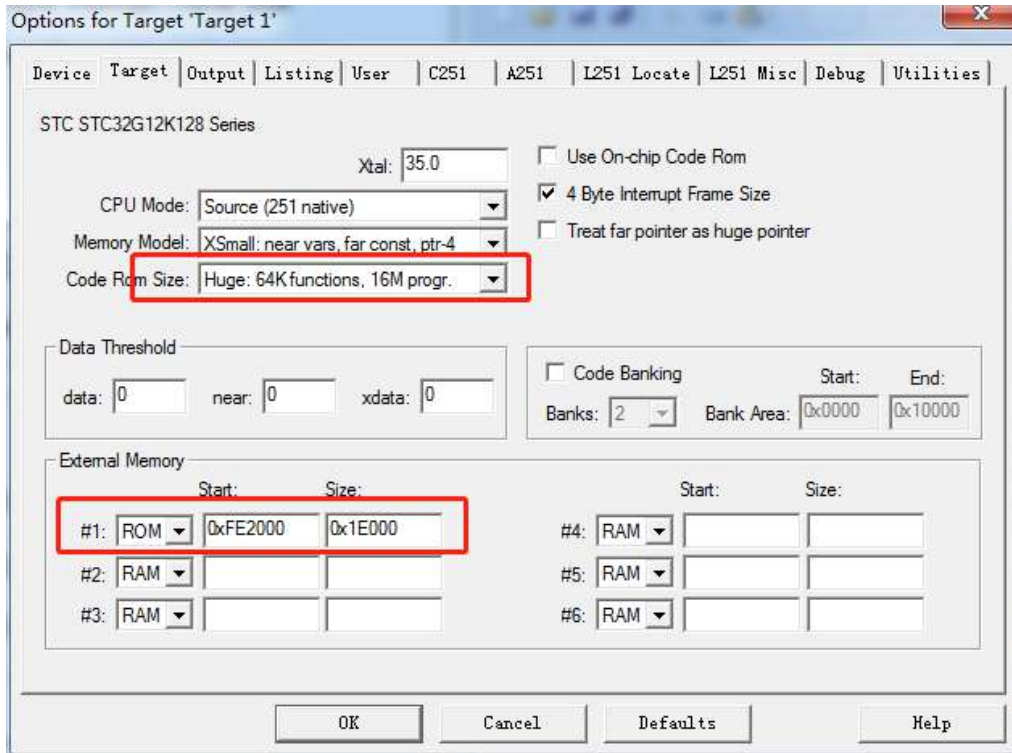 Options for Target 'Target 1'
Device Target Output Listing User C251 A251 L251 Locate L251 Misc Debug Utilities
STC STC32G12K128 Series
Xtal: 35.0
Use On-chip Code Rom
CPU Mode: Source (251 native)
4 Byte Interrupt Frame Size
Memory Model: XSmall: near vars, far const, ptr-4
Treat far pointer as huge pointer
Code Rom Size: Huge: 64K functions, 16M progr.
Data Threshold
data: 0 near: 0 xdata: 0
Code Banking Start: End:
Banks: 2 Bank Area: 0x0000 0x10000
External Memory
Start: Size: Start: Size:
#1: ROM 0xFE2000 0x1E000 #4: RAM
#2: RAM #5: RAM
#3: RAM #6: RAM
OK Cancel Defaults Help